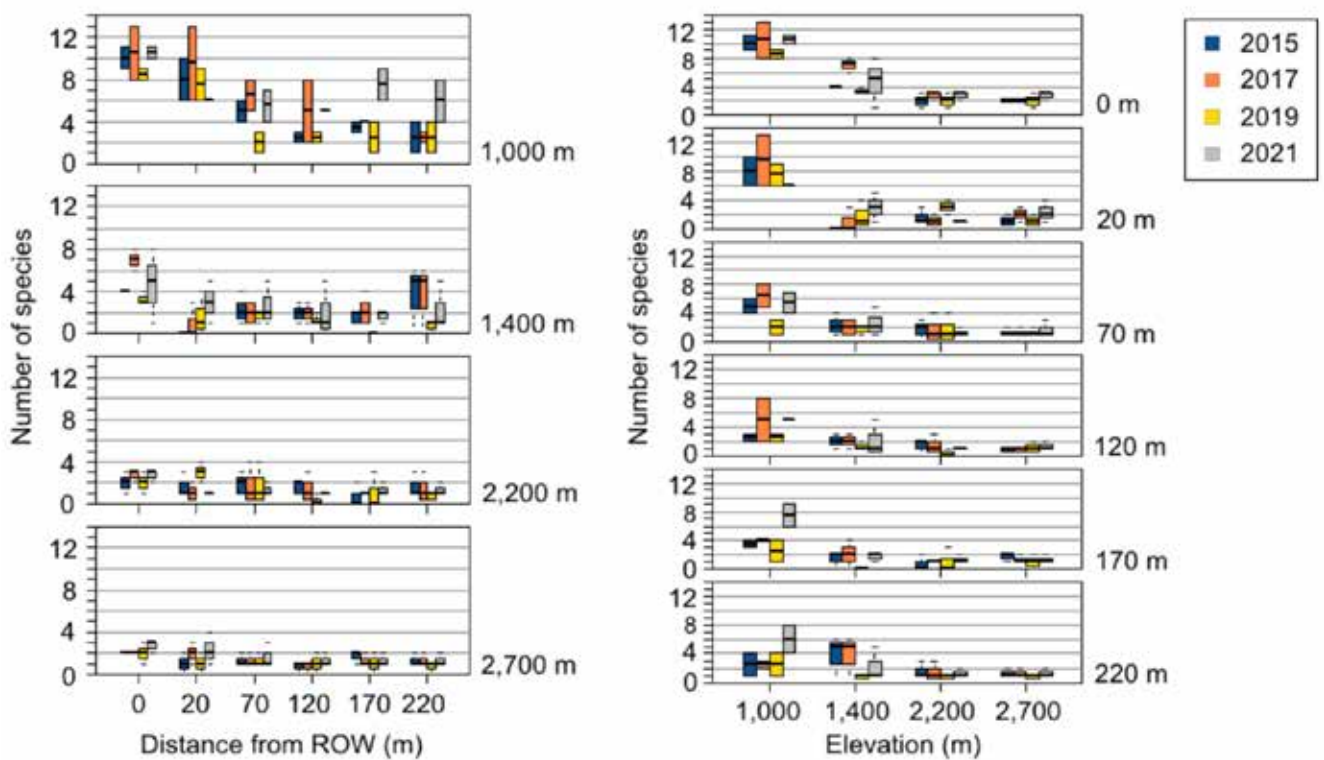 12
8
4
0
1,000 m
12
8
4
0
1,400 m
12
8
4
0
2,200 m
12
8
4
0
2,700 m
Number of species
0 20 70 120 170 220
Distance from ROW (m)
12
8
4
0
0 m
12
8
4
0
20 m
12
8
4
0
70 m
12
8
4
0
120 m
12
8
4
0
170 m
12
8
4
0
220 m
Number of species
1,000 1,400 2,200 2,700
Elevation (m)
2015
2017
2019
2021